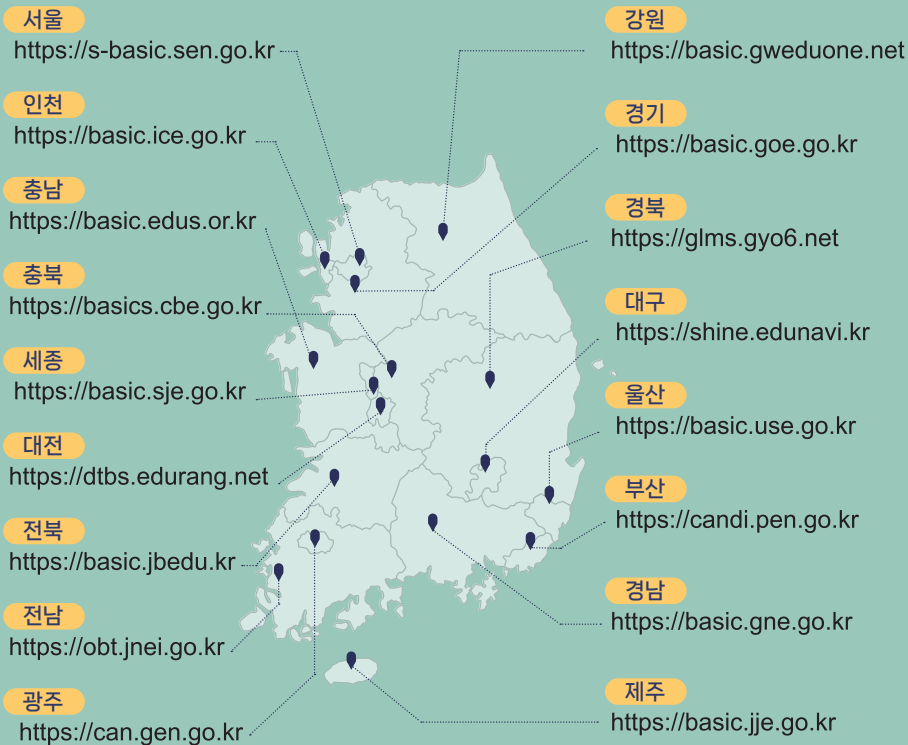 서울
https://s-basic.sen.go.kr
인천
https://basic.ice.go.kr
충남
https://basic.edus.or.kr
충북
https://basics.cbe.go.kr
세종
https://basic.sje.go.kr
대전
https://dtbs.edurang.net
전북
https://basic.jbedu.kr
전남
https://obt.jnei.go.kr
광주
https://can.gen.go.kr
강원
https://basic.gweduone.net
경기
https://basic.goe.go.kr
경북
https://glms.gyo6.net
대구
https://shine.edunavi.kr
울산
https://basic.use.go.kr
부산
https://candi.pen.go.kr
경남
https://basic.gne.go.kr
제주
https://basic.jje.go.kr